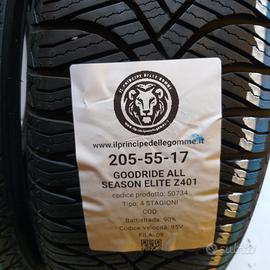 IL PRINCIPE DELLE GOMME
www.ilprincipedellegomme.it
205-55-17
GOODRIDE ALL
SEASON ELITE Z401
codice prodotto: 50734
Tipo: 4 STAGIONI
COD:
Battistrada: 90%
Codice Velocità: 95V
FILA: 09
subito